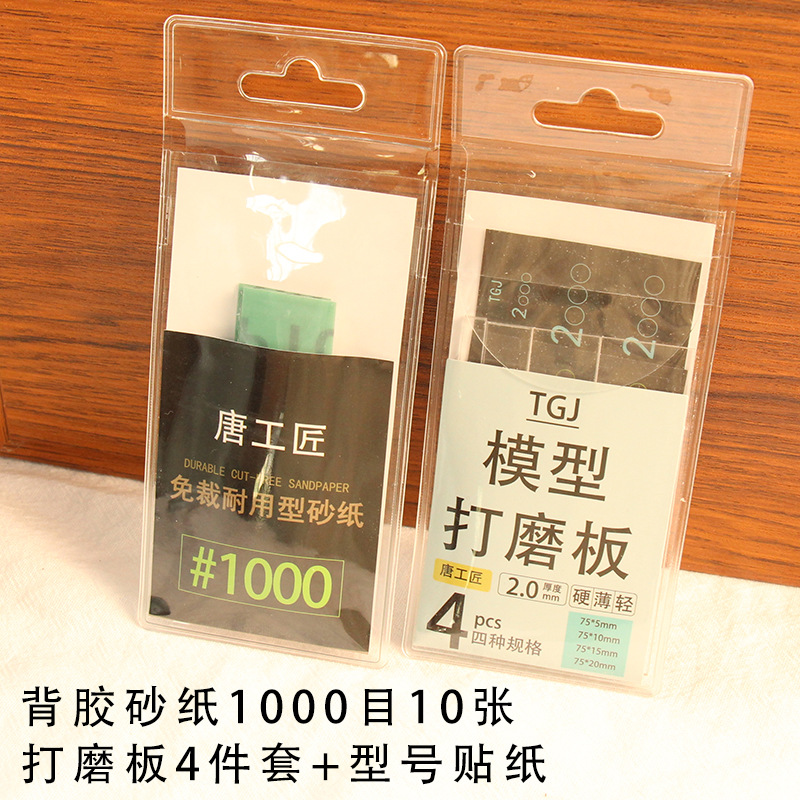 TGJ
2000
2000
2000
唐工匠
DURABLE CUT-FREE SANDPAPER
免裁耐用型砂纸
#1000
TGJ
模型
打磨板
唐工匠
2.0厚度mm
硬薄轻
4pcs
四种规格
75*5mm
75*10mm
75*15mm
75*20mm
背胶砂纸1000目10张
打磨板4件套+型号贴纸